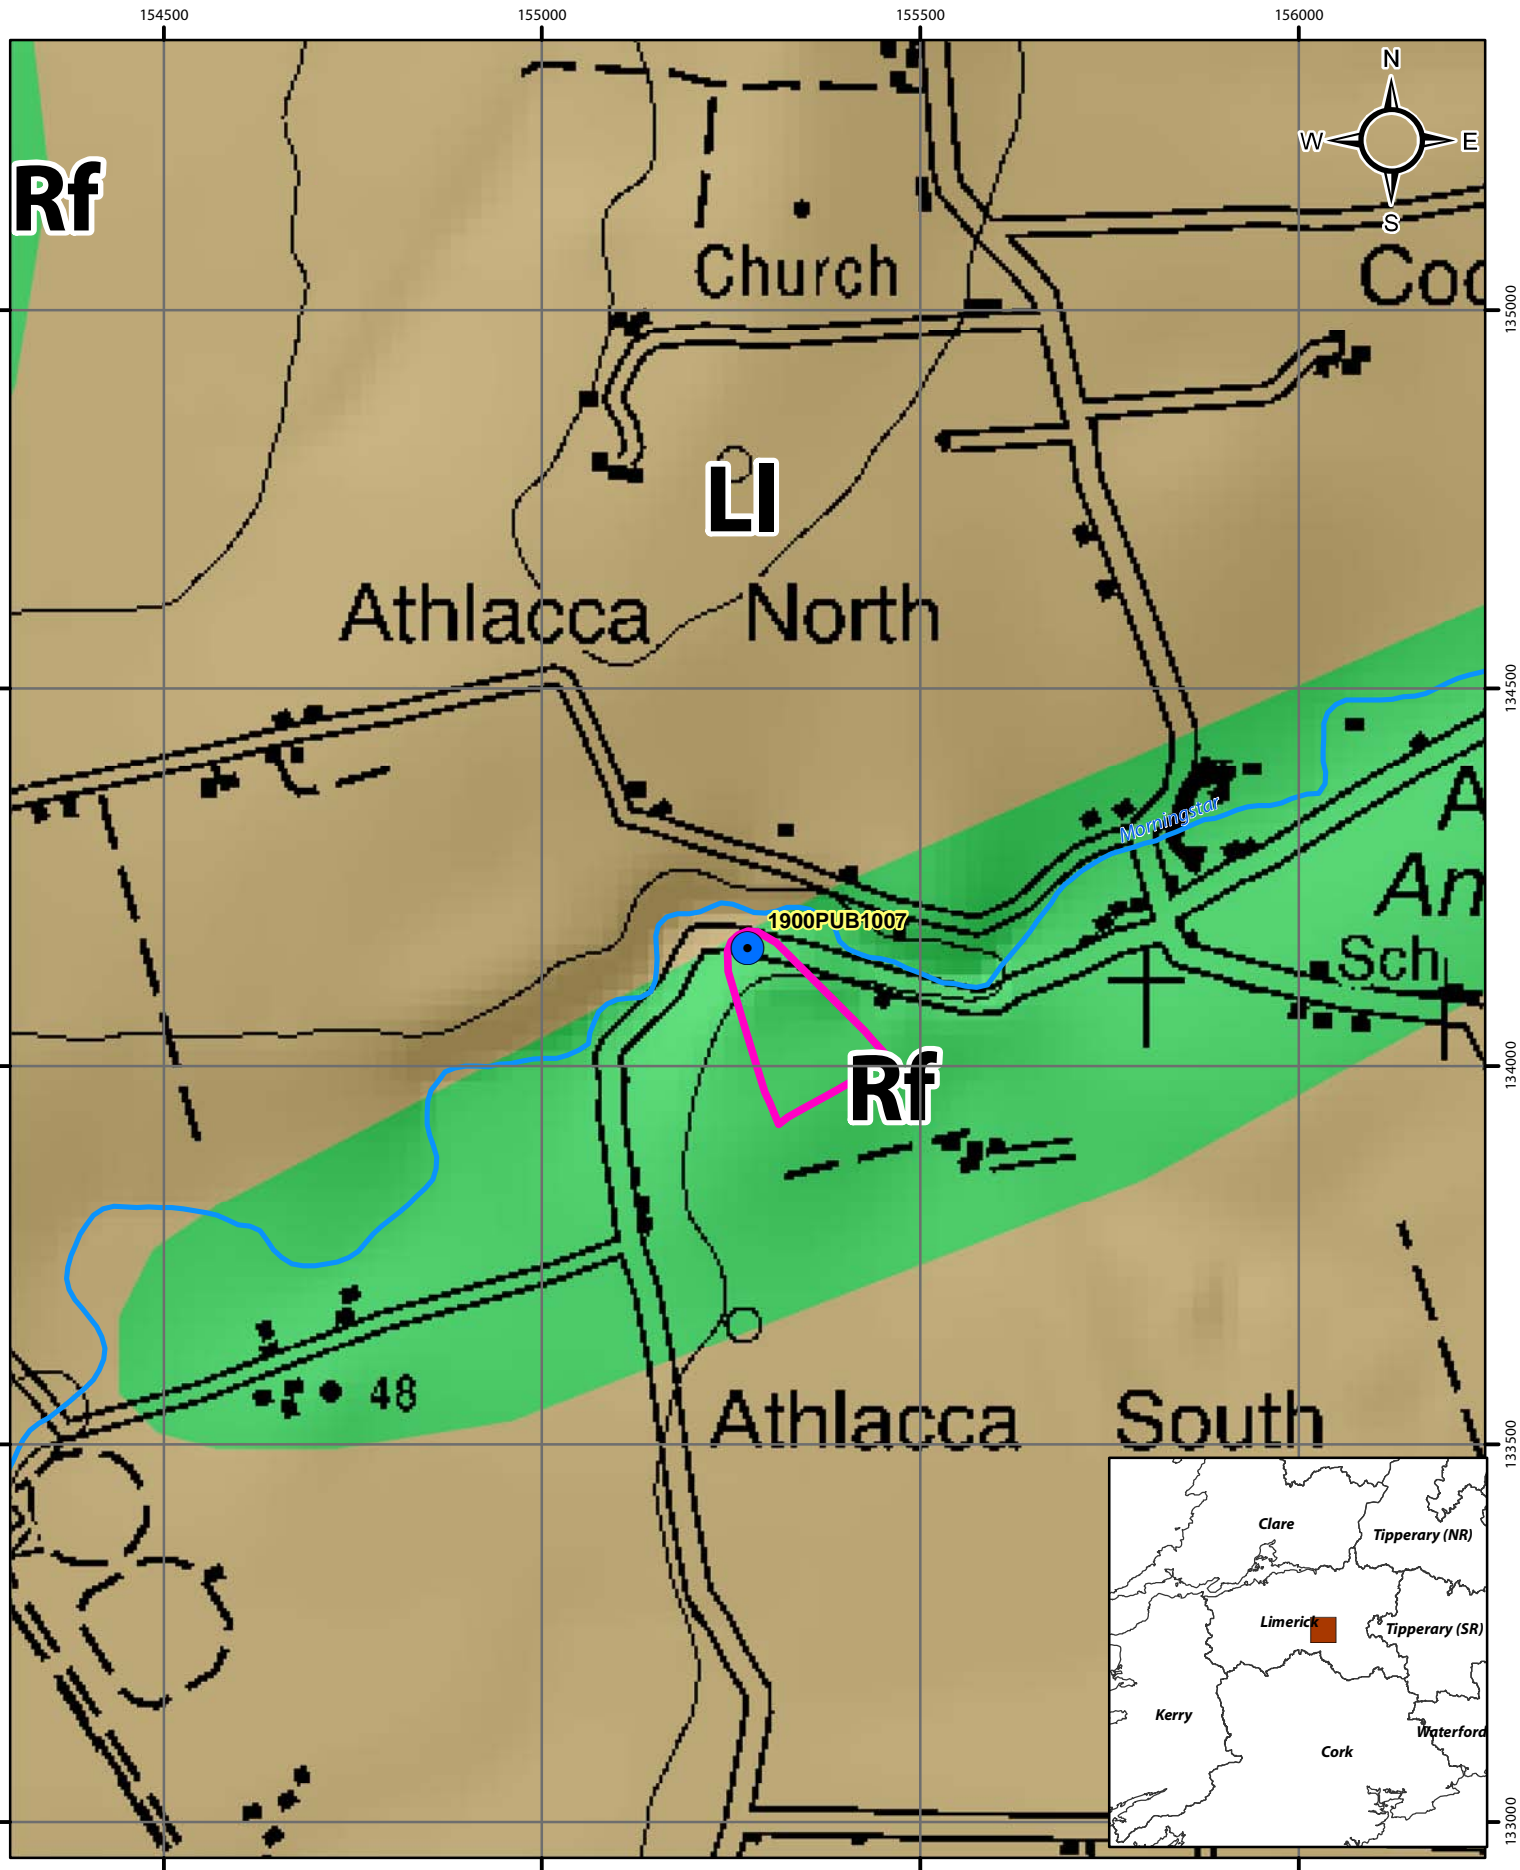 154500 155000 155500 156000
N
W E
S
Rf
Church
Coo
135000
Ll
Athlacca North
134500
Morningstar
A
An
1900PUB1007
Sch
134000
Rf
48
Athlacca South
133500
Clare
Tipperary (NR)
Limerick
Tipperary (SR)
Kerry
Waterford
Cork
133000